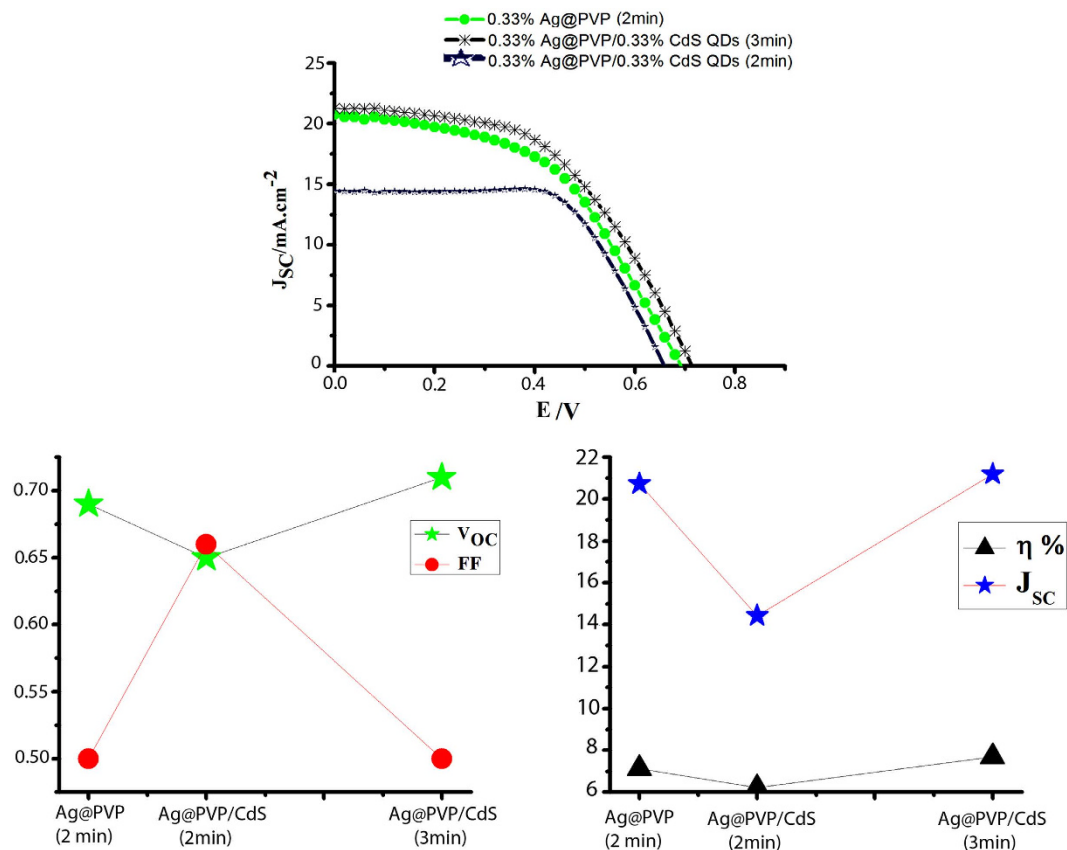 0.33% Ag@PVP (2min)
0.33% Ag@PVP/0.33% CdS QDs (3min)
0.33% Ag@PVP/0.33% CdS QDs (2min)
25
20
15
10
5
0
J_SC/mA.cm⁻²
0.0 0.2 0.4 0.6 0.8
E /V
0.70
0.65
0.60
0.55
0.50
V_OC
FF
Ag@PVP
(2 min)
Ag@PVP/CdS
(2min)
Ag@PVP/CdS
(3min)
22
20
18
16
14
12
10
8
6
η %
J_SC
Ag@PVP
(2 min)
Ag@PVP/CdS
(2min)
Ag@PVP/CdS
(3min)